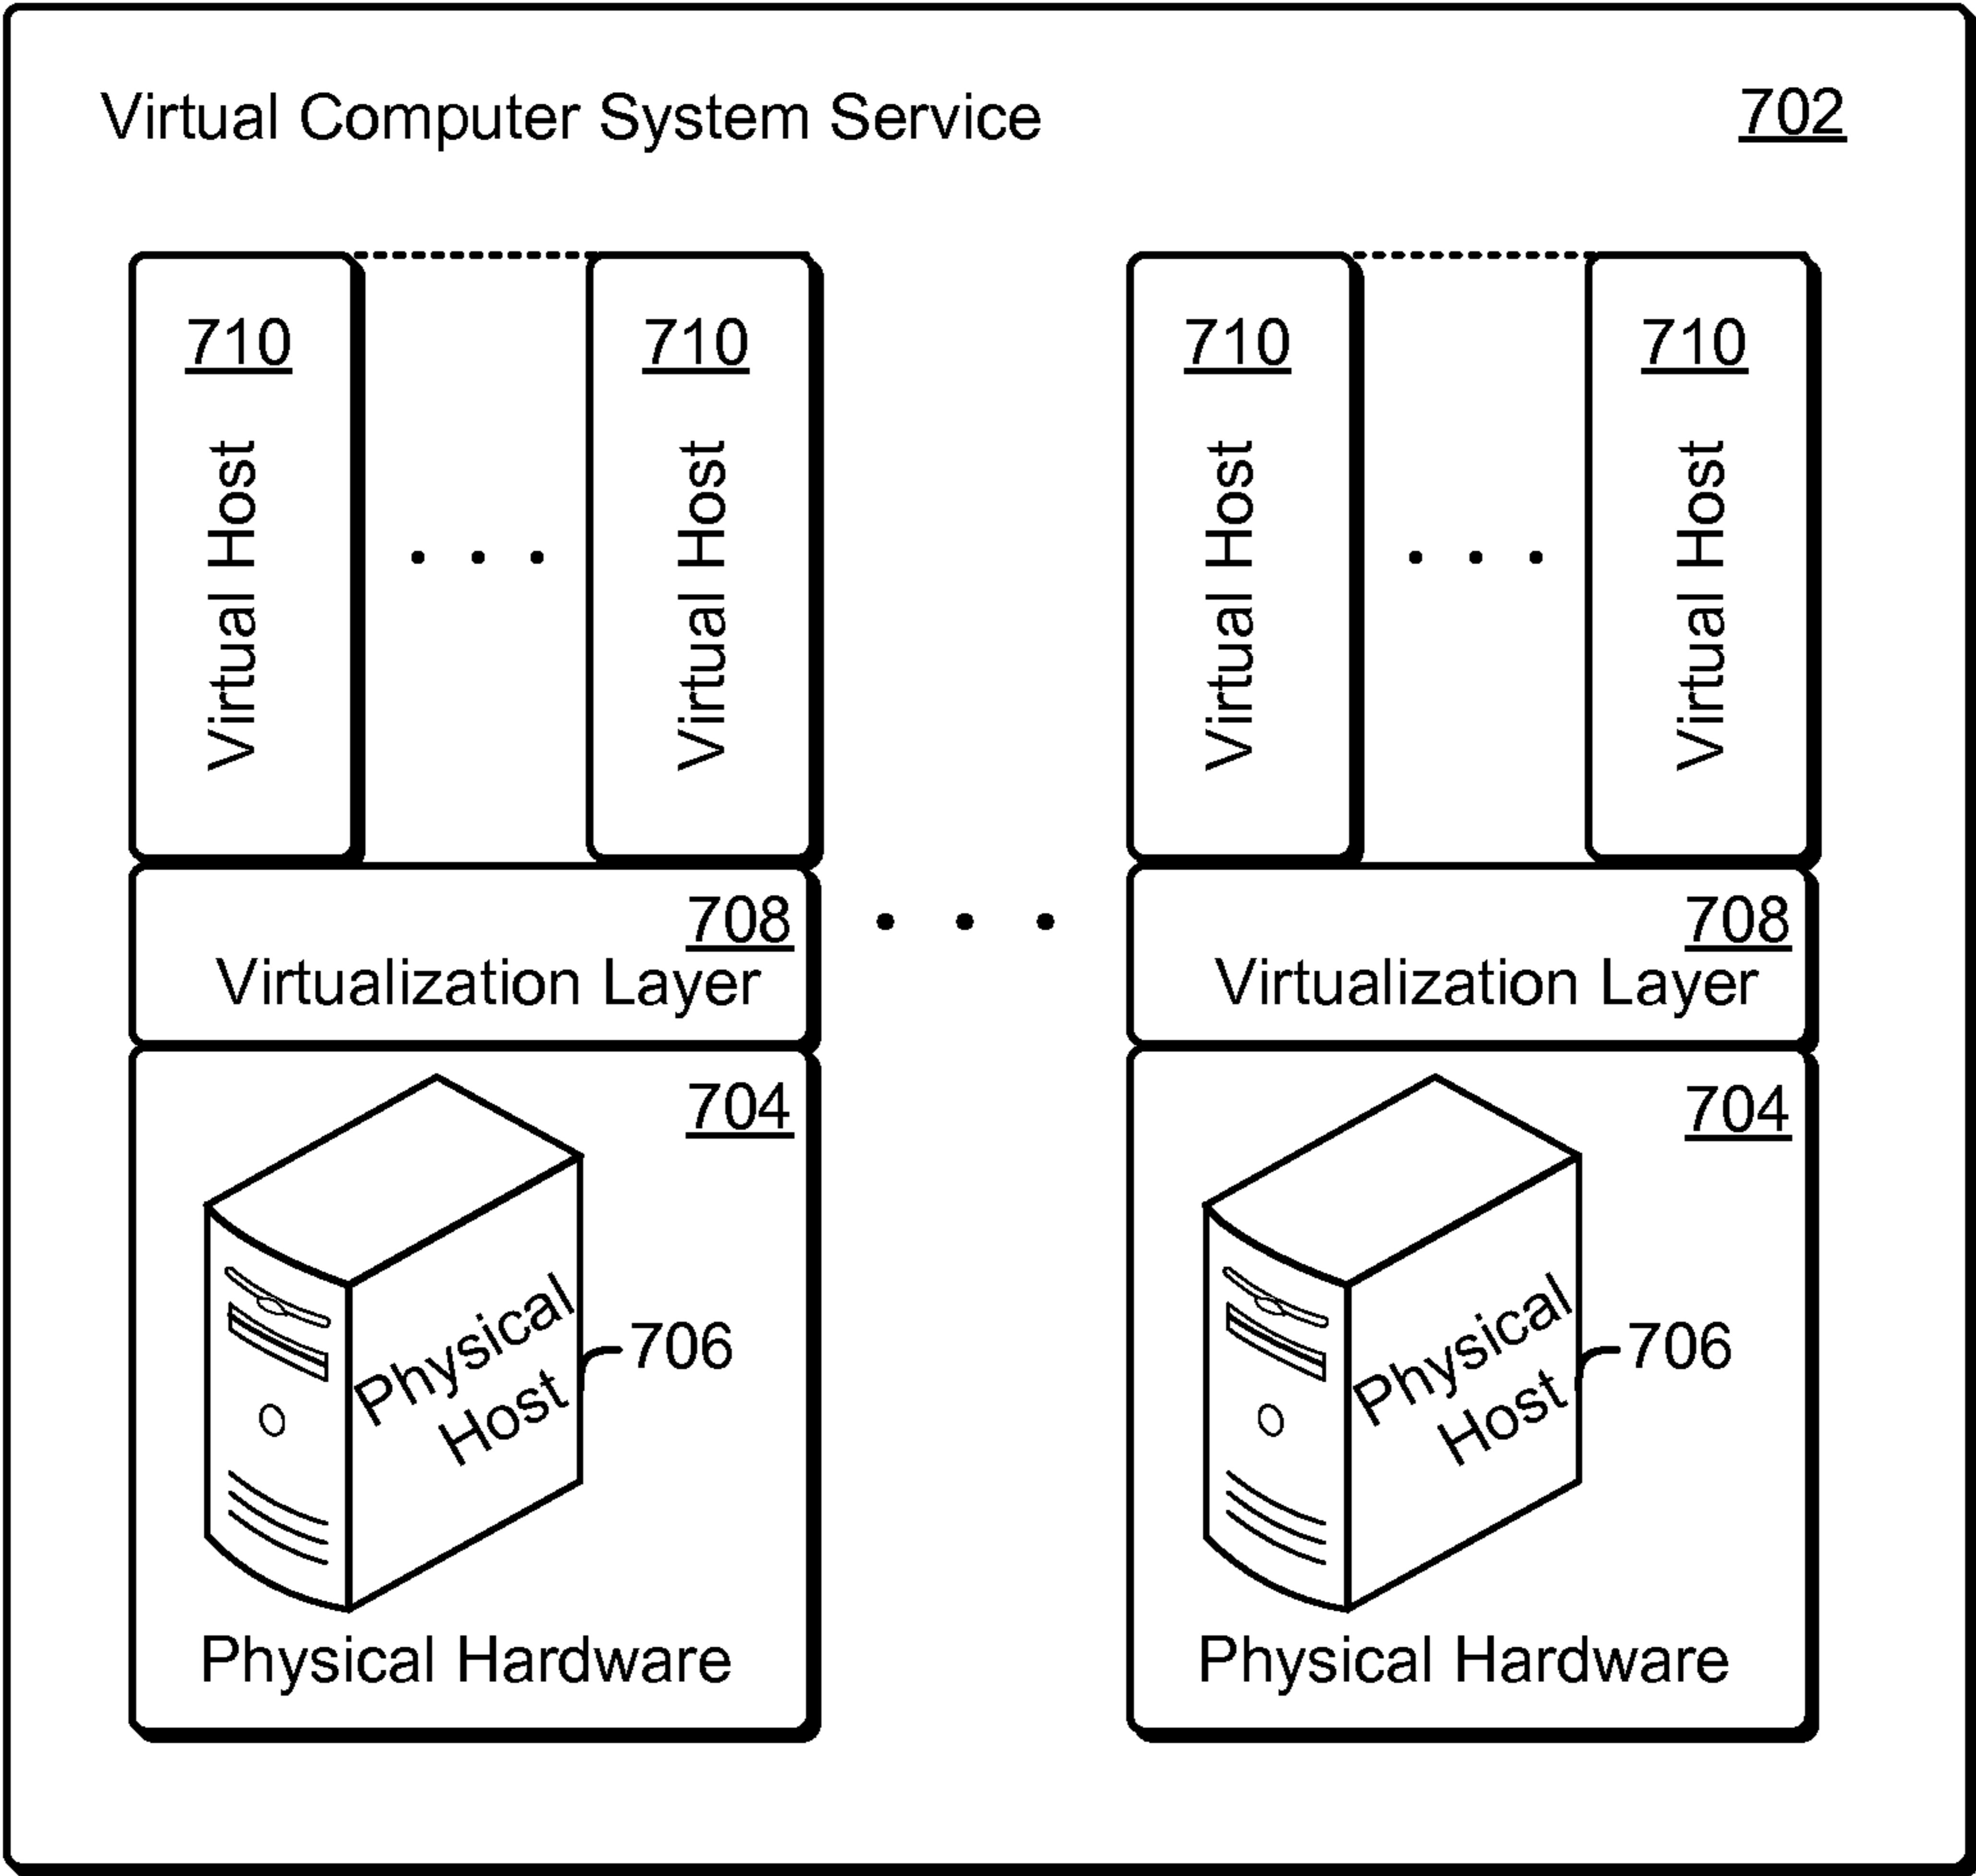 Virtual Computer System Service 702
710 710 710 710
Virtual Host Virtual Host Virtual Host Virtual Host
. . . . . .
708 . . . 708
Virtualization Layer Virtualization Layer
704 704
Physical Host 706 Physical Host 706
Physical Hardware Physical Hardware